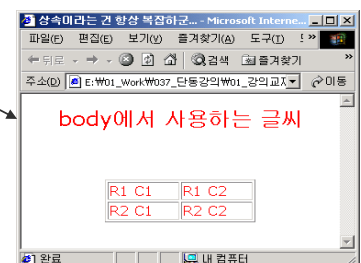 상속이라는 건 항상 복잡하군... - Microsoft Interne...
파일(F) 편집(E) 보기(V) 즐겨찾기(A) 도구(T) »
뒤로 검색 즐겨찾기 »
주소(D) E:\01_Work\037_단통강의\01_강의교 이동
body에서 사용하는 글씨
R1 C1 R1 C2
R2 C1 R2 C2
완료 내 컴퓨터